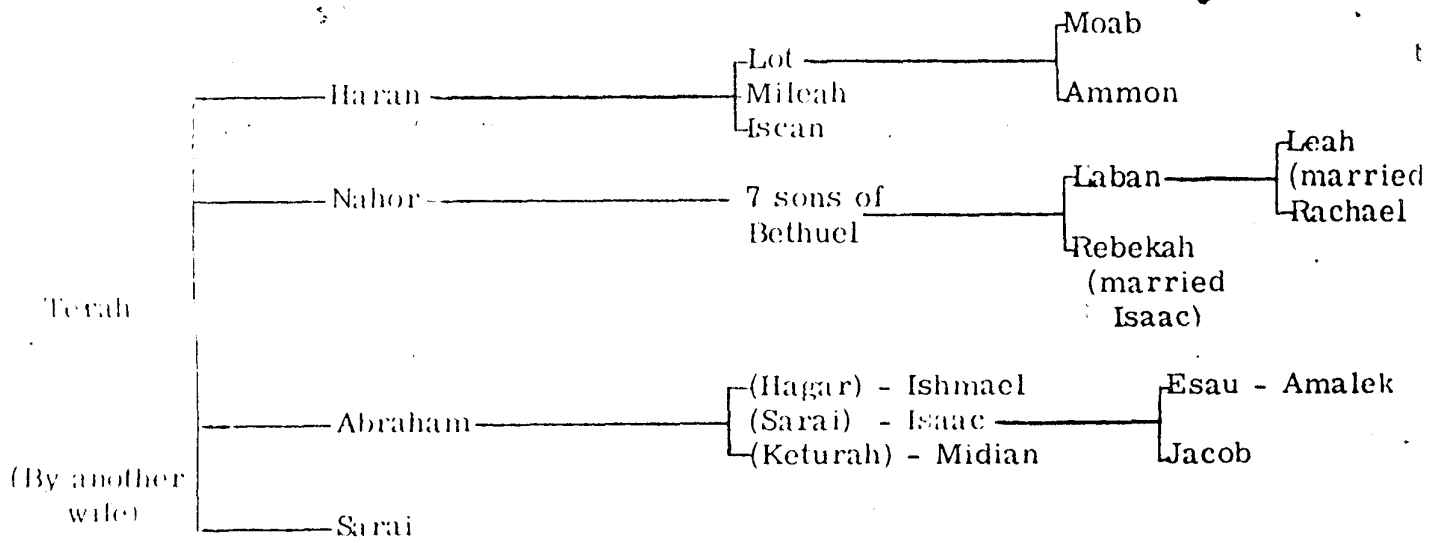 Moab
Lot
Haran
Mileah
Ammon
Iscan
Leah
Laban
(married
Nahor
7 sons of
Rachael
Bethuel
Rebekah
(married
Isaac)
Terah
(Hagar) - Ishmael
Esau - Amalek
Abraham
(Sarai) - Isaac
(Keturah) - Midian
Jacob
(By another
wife)
Sarai